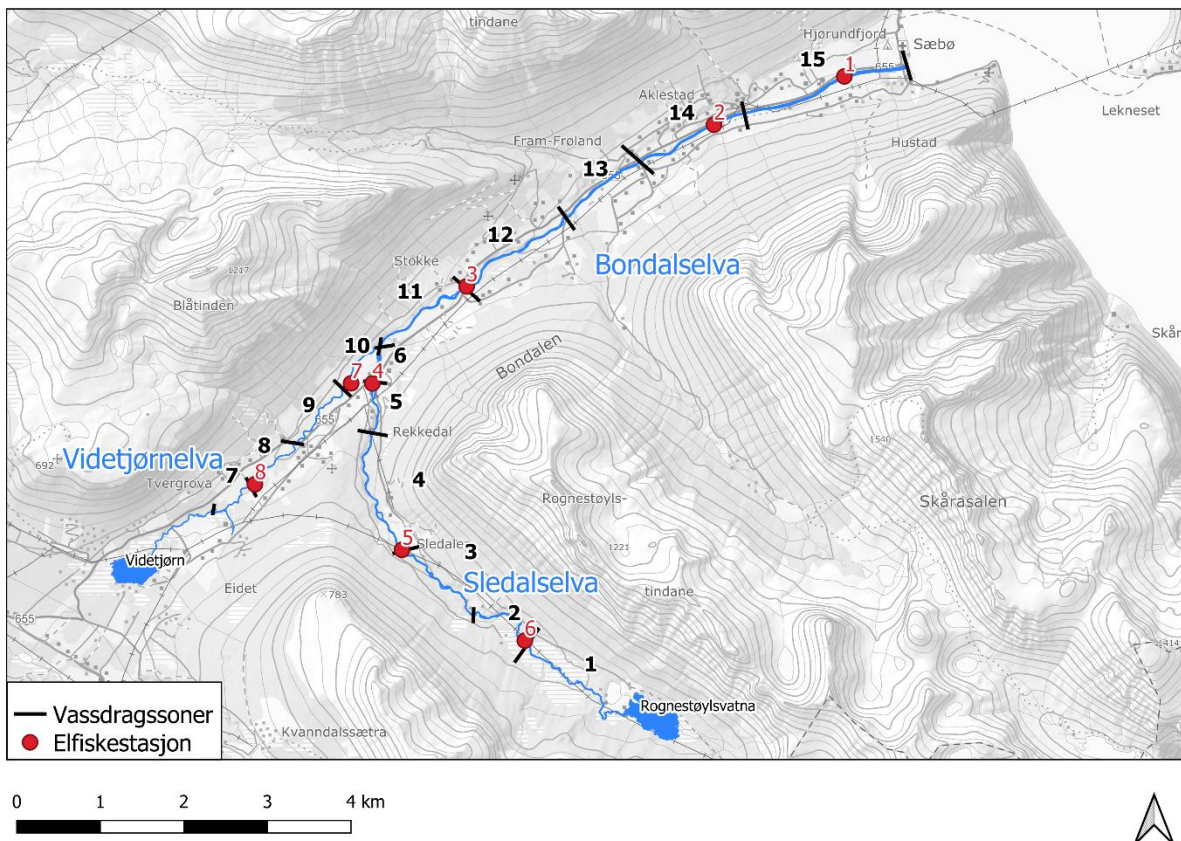 tindane
Hjørundfjord
Sæbø
15
1
655
Aklestad
14
2
Lekneset
Fram-Frøland
Hustad
13
12
Bondalselva
Stokke
3
11
1217
Blåtinden
10
6
Bondalen
7
4
9
5
655
Rekkedal
1540
8
692
Videtjørnelva
7
8
Tvergrova
4
Rognestøyls-
Skårasalen
5
Sledale
3
1221
Videtjørn
Sledalselva
Eidet
783
tindane
2
6
655
1
1414
Rognestøylsvatna
Kvanndalssætra
Vassdragssoner
Elfiskestasjon
0 1 2 3 4 km